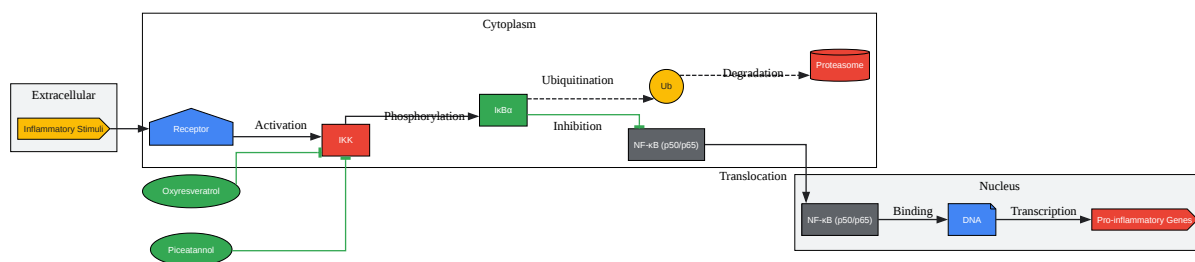 Cytoplasm
Extracellular
Inflammatory Stimuli
Receptor
Activation
IKK
Phosphorylation
IκBα
Ubiquitination
Ub
Degradation
Proteasome
Inhibition
NF-κB (p50/p65)
Oxyresveratrol
Piceatannol
Translocation
Nucleus
NF-κB (p50/p65)
Binding
DNA
Transcription
Pro-inflammatory Genes